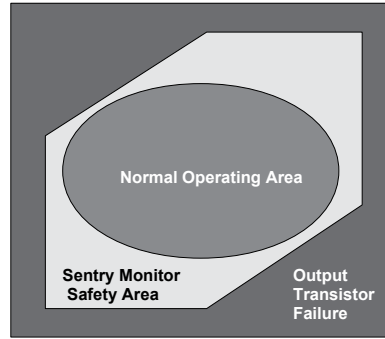 Normal Operating Area
Sentry Monitor
Safety Area
Output
Transistor
Failure